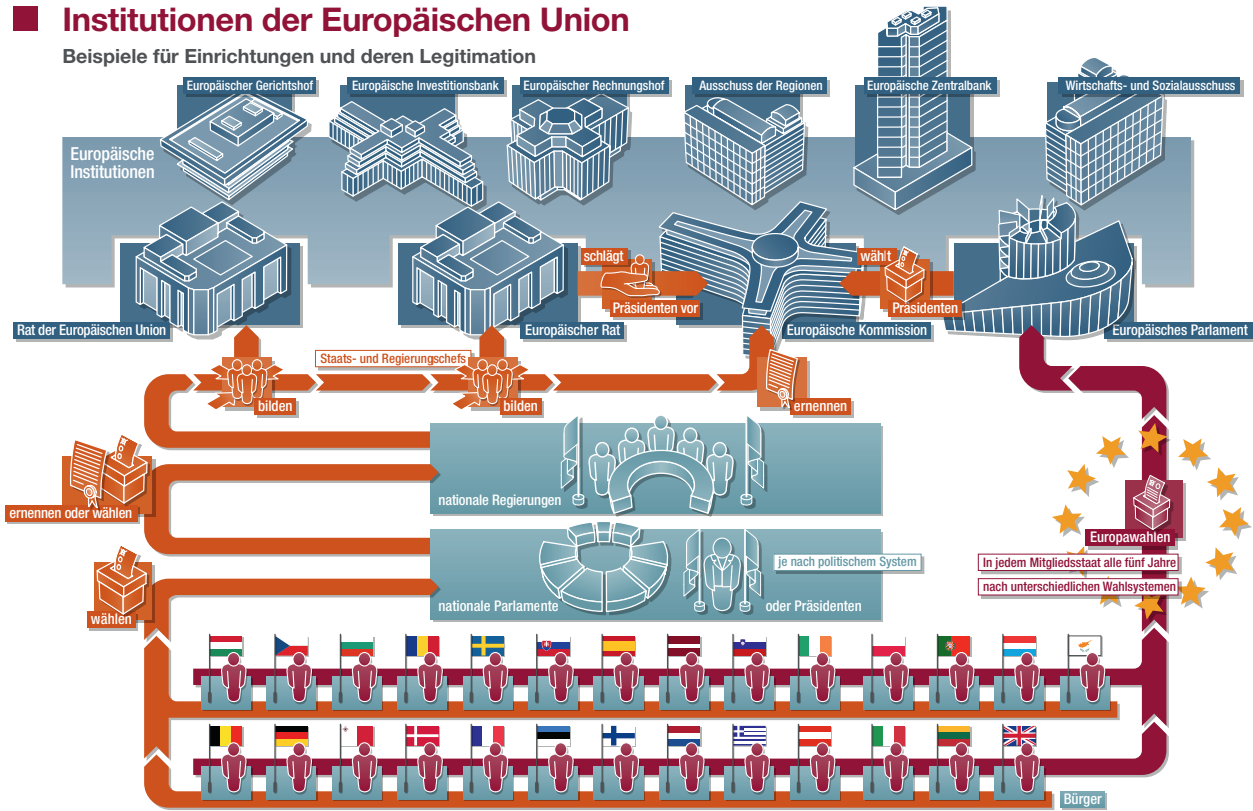 Institutionen der Europäischen Union
Beispiele für Einrichtungen und deren Legitimation
Europäischer Gerichtshof
Europäische Investitionsbank
Europäischer Rechnungshof
Ausschuss der Regionen
Europäische Zentralbank
Wirtschafts- und Sozialausschuss
Europäische
Institutionen
schlägt
Präsidenten vor
wählt
Präsidenten
Rat der Europäischen Union
Europäischer Rat
Europäische Kommission
Europäisches Parlament
Staats- und Regierungschefs
bilden
bilden
ernennen
nationale Regierungen
ernennen oder wählen
Europawahlen
In jedem Mitgliedsstaat alle fünf Jahre
nach unterschiedlichen Wahlsystemen
je nach politischem System
nationale Parlamente
oder Präsidenten
wählen
Bürger